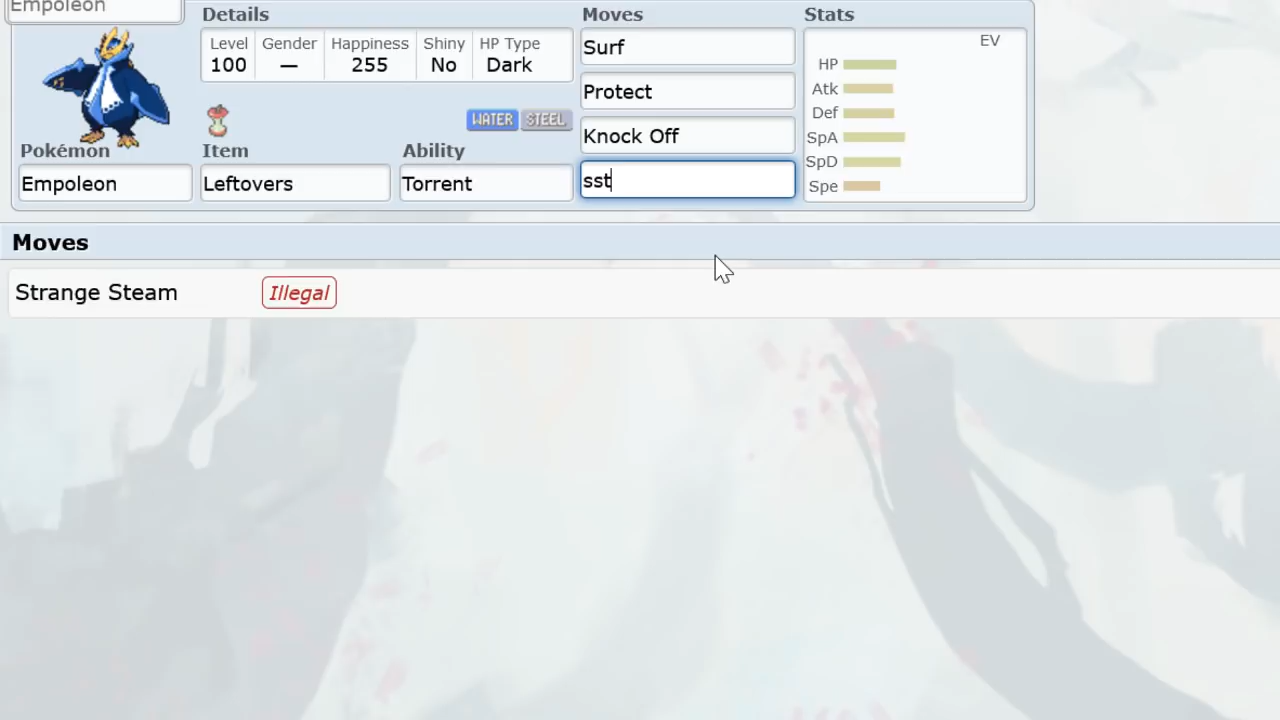 Empoleon
Details
Moves
Stats
Level Gender Happiness Shiny HP Type
100 — 255 No Dark
Surf
Protect
Knock Off
sst
EV
HP
Atk
Def
SpA
SpD
Spe
WATER STEEL
Pokémon Item Ability
Empoleon Leftovers Torrent
Moves
Strange Steam Illegal